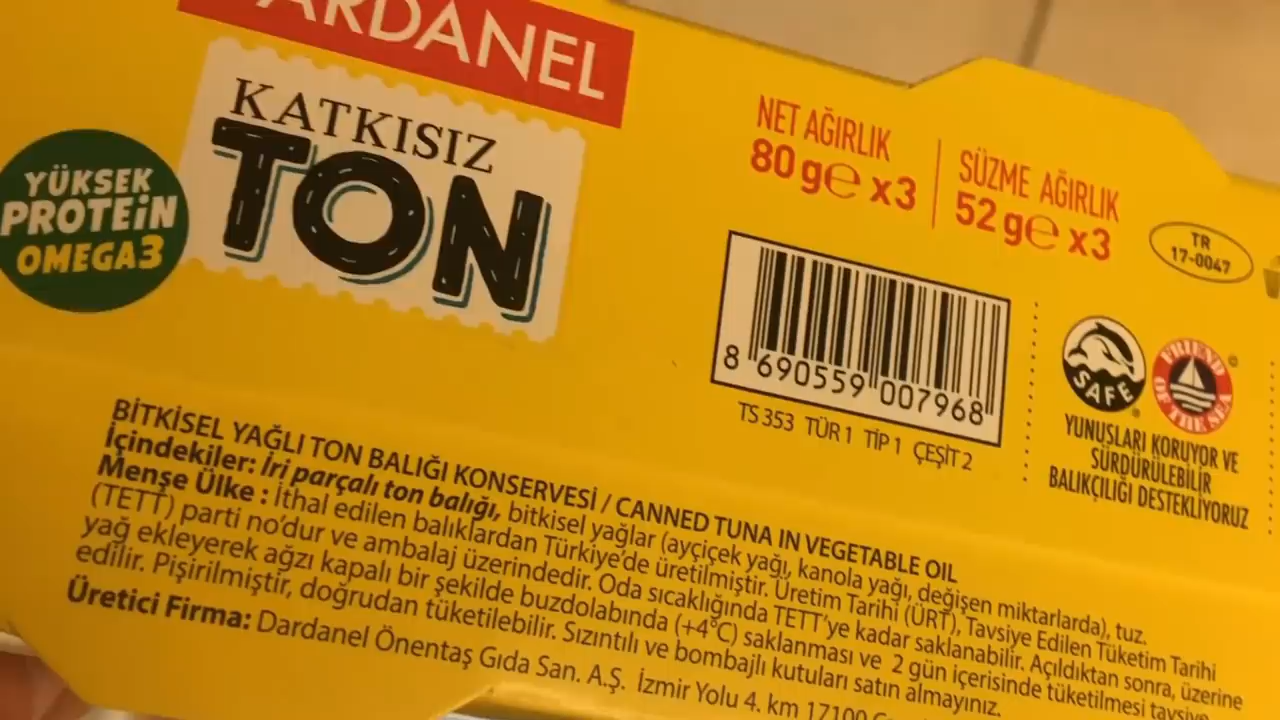 ARDANEL
KATKISIZ
TON
YÜKSEK
PROTEİN
OMEGA3
NET AĞIRLIK
80 g℮ x3
SÜZME AĞIRLIK
52 g℮ x3
TR
17-0047
8 690559 007968
TS 353 TÜR 1 TİP 1 ÇEŞİT 2
SAFE
FRIEND OF THE SEA
YUNUSLARI KORUYOR VE
SÜRDÜRÜLEBİLİR
BALIKÇILIĞI DESTEKLİYORUZ
BİTKİSEL YAĞLI TON BALIĞI KONSERVESİ / CANNED TUNA IN VEGETABLE OIL
İçindekiler: İri parçalı ton balığı, bitkisel yağlar (ayçiçek yağı, kanola yağı, değişen miktarlarda), tuz.
Menşe Ülke : İthal edilen balıklardan Türkiye'de üretilmiştir. Üretim Tarihi (ÜRT), Tavsiye Edilen Tüketim Tarihi
(TETT) parti no'dur ve ambalaj üzerindedir. Oda sıcaklığında TETT'ye kadar saklanabilir. Açıldıktan sonra, üzerine
yağ ekleyerek ağzı kapalı bir şekilde buzdolabında (+4°C) saklanması ve 2 gün içerisinde tüketilmesi tavsiye
edilir. Pişirilmiştir, doğrudan tüketilebilir. Sızıntılı ve bombajlı kutuları satın almayınız.
Üretici Firma: Dardanel Önentaş Gıda San. A.Ş. İzmir Yolu 4. km 17100